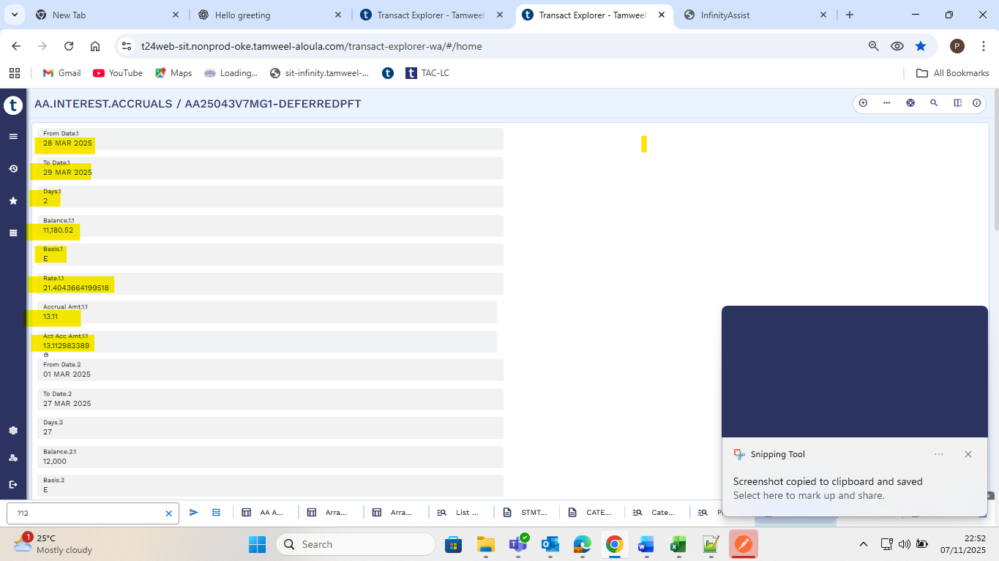 New Tab
Hello greeting
Transact Explorer - Tamweel
Transact Explorer - Tamweel
InfinityAssist
t24web-sit.nonprod-oke.tamweel-aloula.com/transact-explorer-wa/#/home
P
Gmail
YouTube
Maps
Loading...
sit-infinity.tamweel-...
TAC-LC
All Bookmarks
AA.INTEREST.ACCRUALS / AA25043V7MG1-DEFERREDPFT
From Date.1
28 MAR 2025
To Date.1
29 MAR 2025
Days.1
2
Balance.1.1
11,180.52
Basis.1
E
Rate.1.1
21.4043664199518
Accrual Amt.1.1
13.11
Act Acc Amt.1.1
13.112983389
From Date.2
01 MAR 2025
To Date.2
27 MAR 2025
Days.2
27
Balance.2.1
12,000
Basis.2
E
Snipping Tool
Screenshot copied to clipboard and saved
Select here to mark up and share.
?12
AA A...
Arra...
Arra...
List ...
STMT...
CATE...
Cate...
1
25°C
Mostly cloudy
Search
22:52
07/11/2025